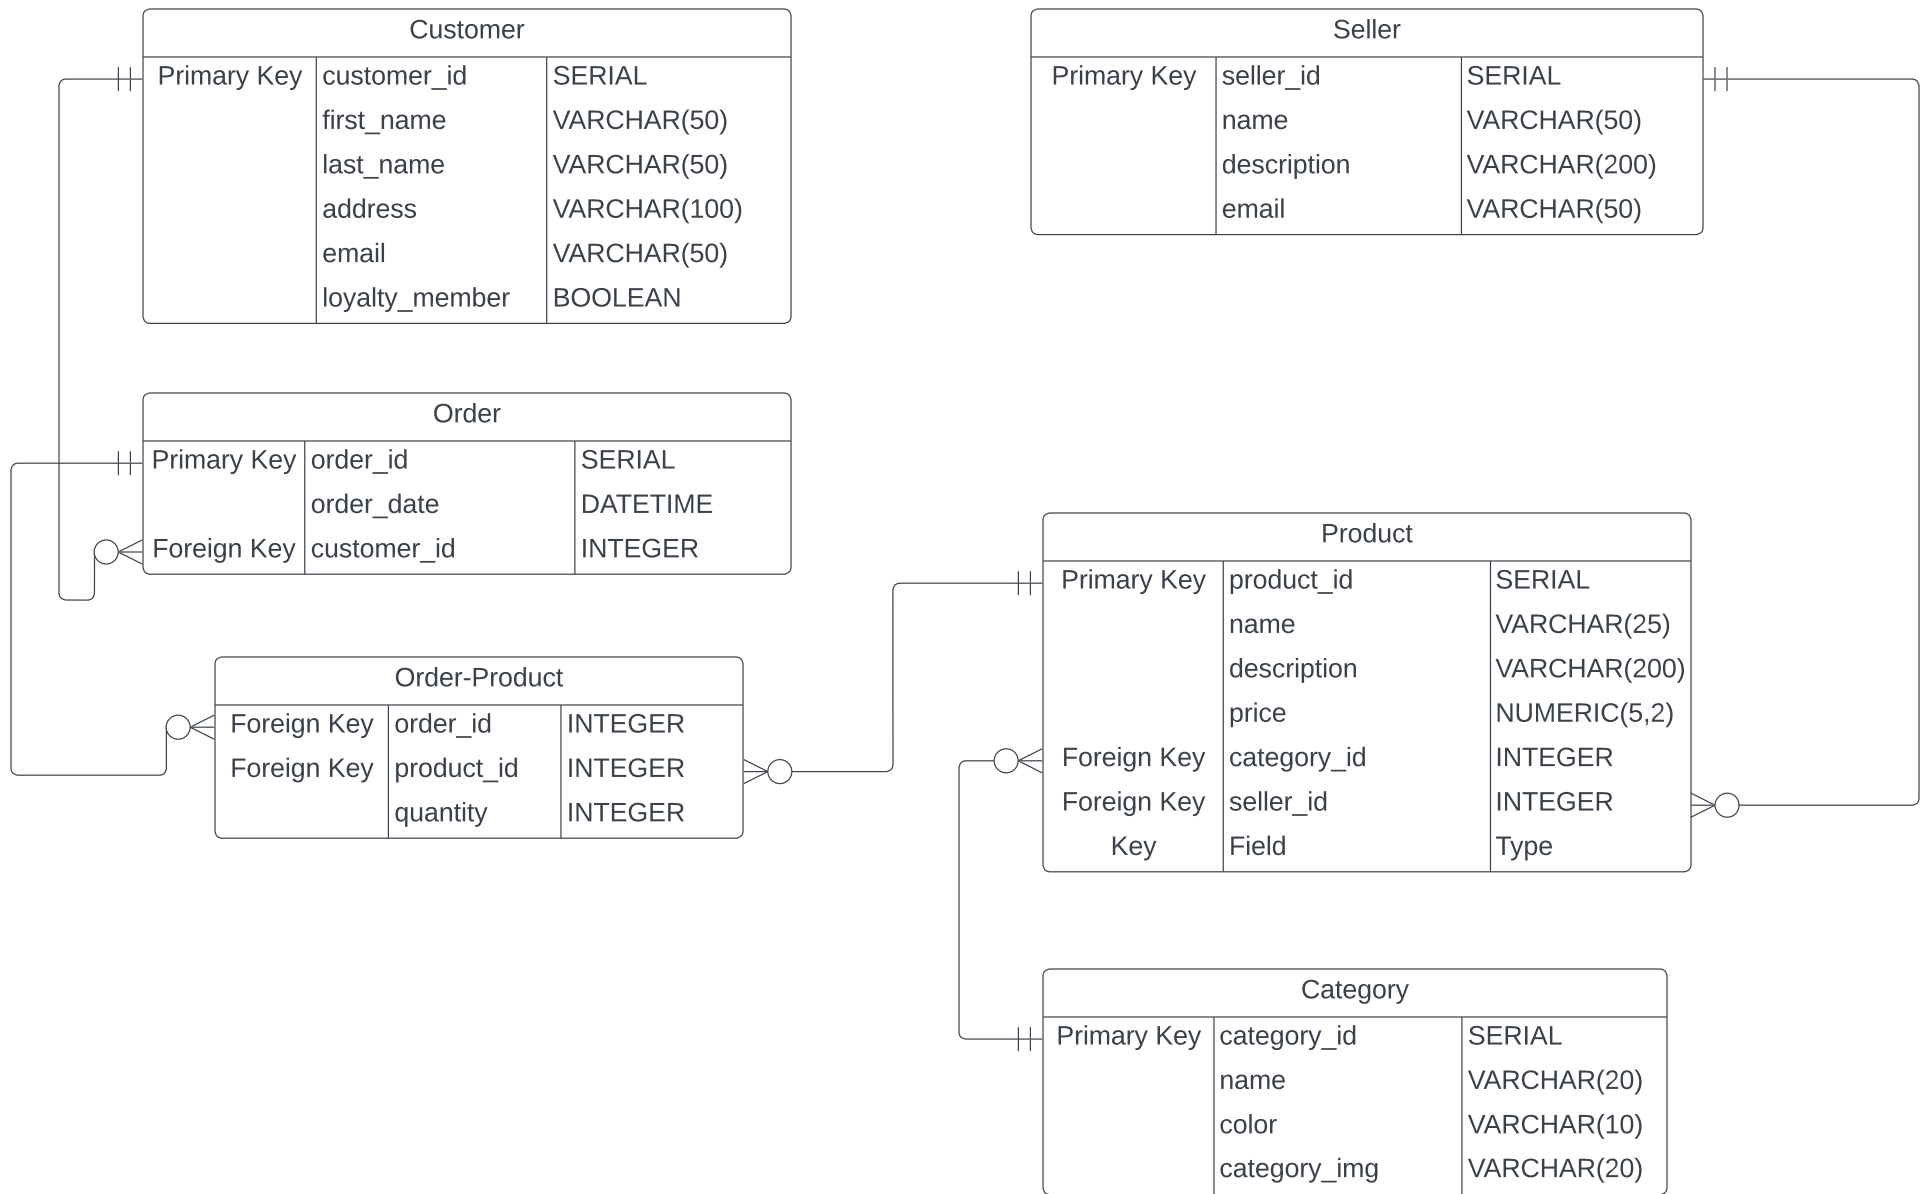 Customer
Primary Key customer_id SERIAL
first_name VARCHAR(50)
last_name VARCHAR(50)
address VARCHAR(100)
email VARCHAR(50)
loyalty_member BOOLEAN
Seller
Primary Key seller_id SERIAL
name VARCHAR(50)
description VARCHAR(200)
email VARCHAR(50)
Order
Primary Key order_id SERIAL
order_date DATETIME
Foreign Key customer_id INTEGER
Order-Product
Foreign Key order_id INTEGER
Foreign Key product_id INTEGER
quantity INTEGER
Product
Primary Key product_id SERIAL
name VARCHAR(25)
description VARCHAR(200)
price NUMERIC(5,2)
Foreign Key category_id INTEGER
Foreign Key seller_id INTEGER
Key Field Type
Category
Primary Key category_id SERIAL
name VARCHAR(20)
color VARCHAR(10)
category_img VARCHAR(20)